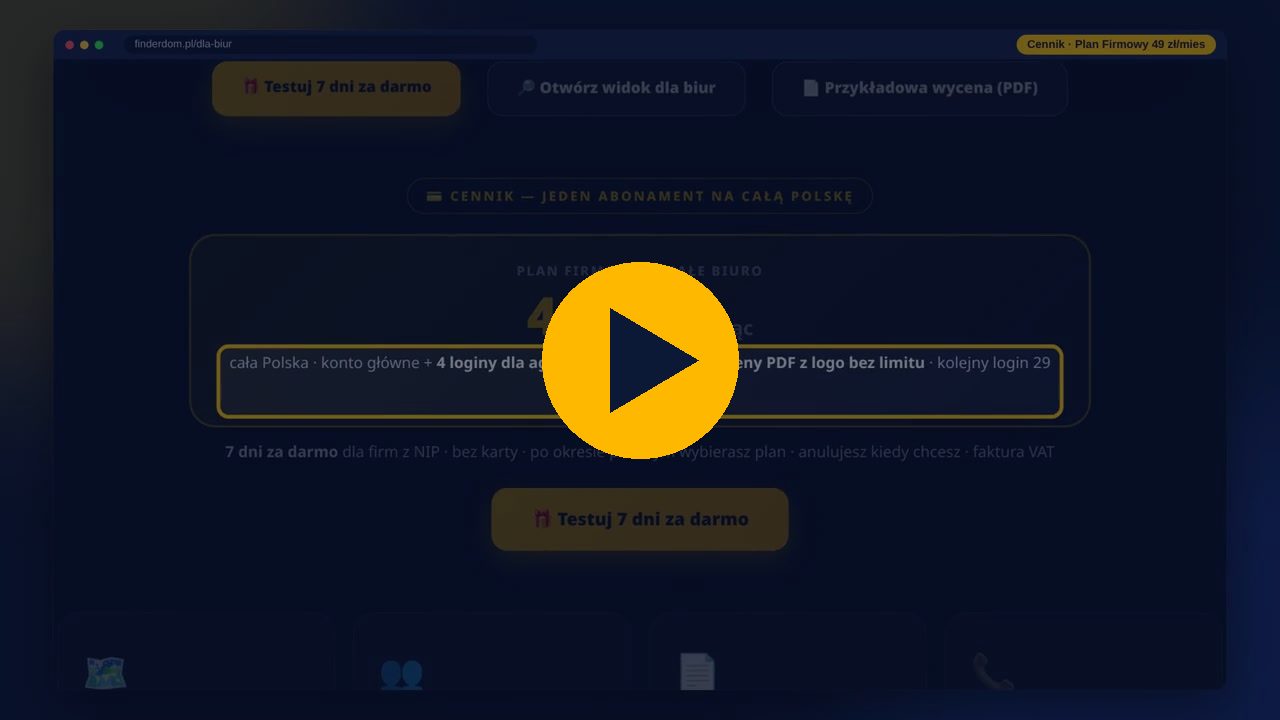 finderdom.pl/dla-biur
Cennik · Plan Firmowy 49 zł/mies
Testuj 7 dni za darmo
Otwórz widok dla biur
Przykładowa wycena (PDF)
CENNIK — JEDEN ABONAMENT NA CAŁĄ POLSKĘ
PLAN BIURO
4
cała Polska · konto główne + 4 loginy dla PDF z logo bez limitu · kolejny login 29
7 dni za darmo dla firm z NIP · bez karty · po okresie wybierasz plan · anulujesz kiedy chcesz · faktura VAT
Testuj 7 dni za darmo